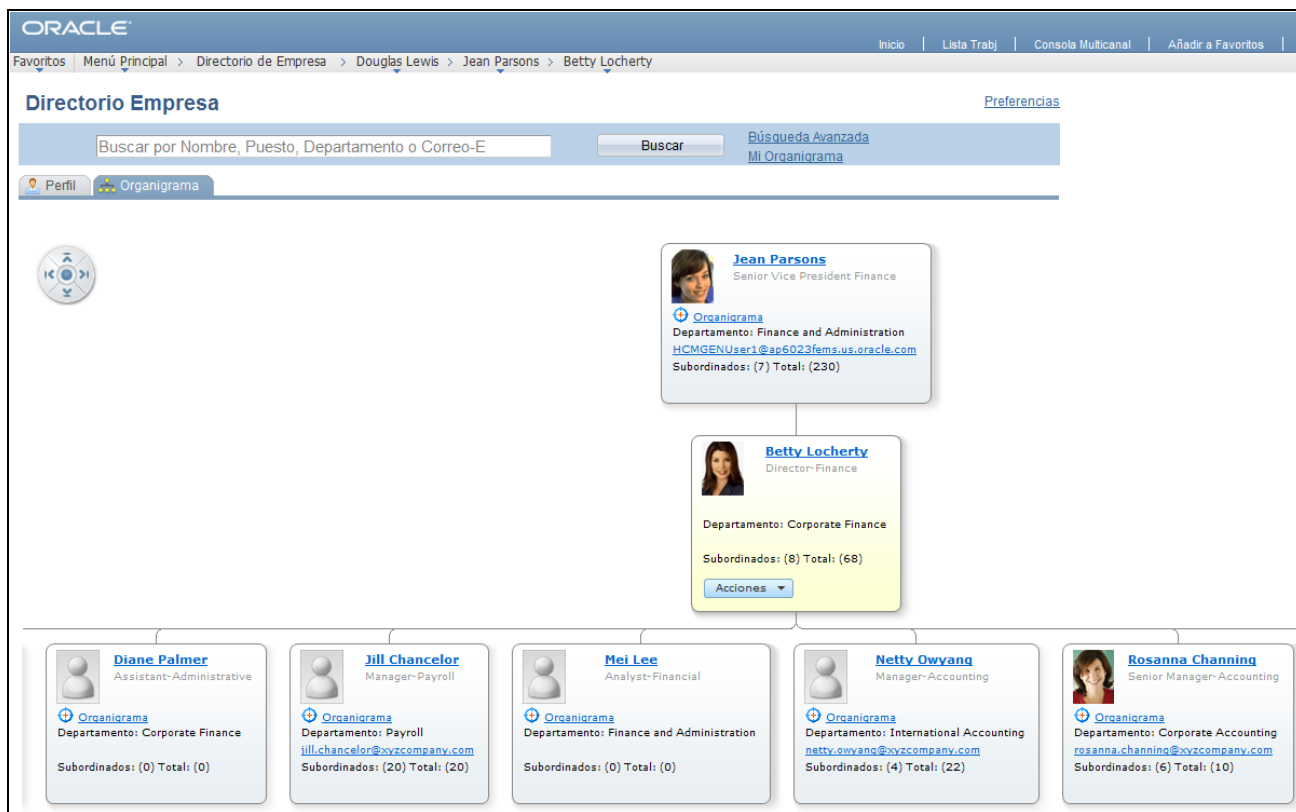 ORACLE
Inicio | Lista Trabj | Consola Multicanal | Añadir a Favoritos |
Favoritos Menú Principal > Directorio de Empresa > Douglas Lewis > Jean Parsons > Betty Locherty
Directorio Empresa
Preferencias
Buscar por Nombre, Puesto, Departamento o Correo-E
Buscar
Búsqueda Avanzada
Mi Organigrama
Perfil
Organigrama
Jean Parsons
Senior Vice President Finance
Organigrama
Departamento: Finance and Administration
HCMGENUser1@ap6023fems.us.oracle.com
Subordinados: (7) Total: (230)
Betty Locherty
Director-Finance
Departamento: Corporate Finance
Subordinados: (8) Total: (68)
Acciones
Diane Palmer
Assistant-Administrative
Organigrama
Departamento: Corporate Finance
Subordinados: (0) Total: (0)
Jill Chancelor
Manager-Payroll
Organigrama
Departamento: Payroll
jill.chancelor@xyzcompany.com
Subordinados: (20) Total: (20)
Mei Lee
Analyst-Financial
Organigrama
Departamento: Finance and Administration
Subordinados: (0) Total: (0)
Netty Owyang
Manager-Accounting
Organigrama
Departamento: International Accounting
netty.owyang@xyzcompany.com
Subordinados: (4) Total: (22)
Rosanna Channing
Senior Manager-Accounting
Organigrama
Departamento: Corporate Accounting
rosanna.channing@xyzcompany.com
Subordinados: (6) Total: (10)